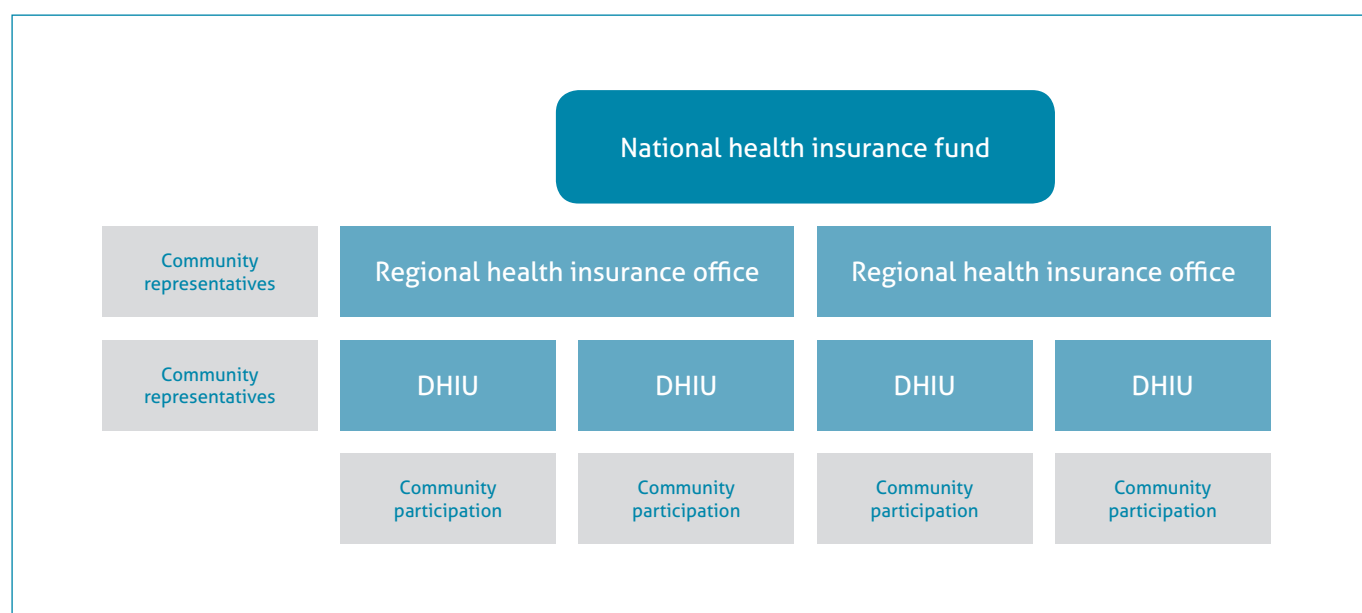 National health insurance fund
Community
representatives
Regional health insurance office
Regional health insurance office
Community
representatives
DHIU
DHIU
DHIU
DHIU
Community
participation
Community
participation
Community
participation
Community
participation